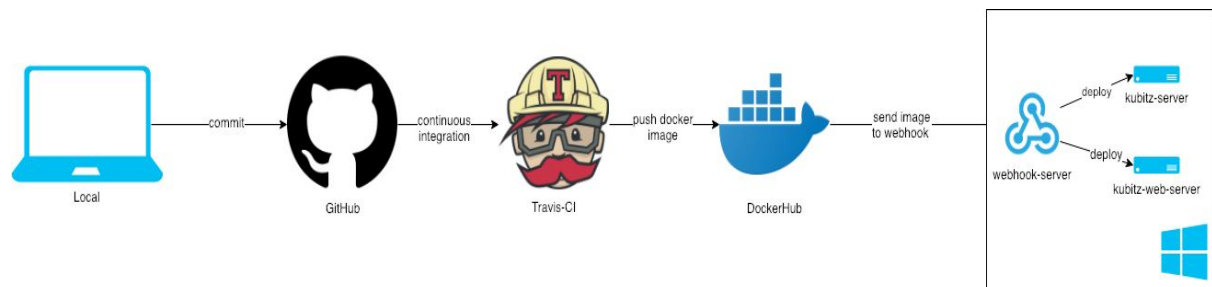 commit
continuous
integration
push docker
image
send image
to webhook
deploy
deploy
kubitz-server
webhook-server
kubitz-web-server
Local
GitHub
T
Travis-CI
DockerHub